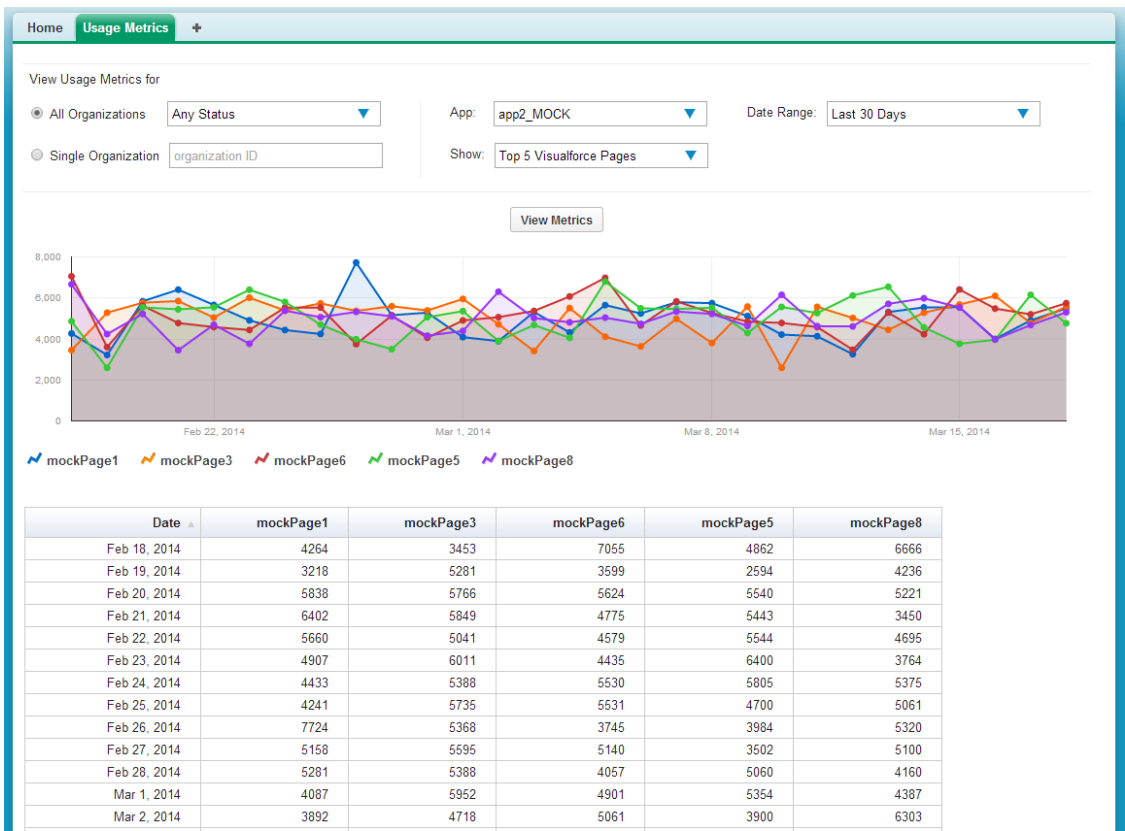 Home Usage Metrics +
View Usage Metrics for
All Organizations Any Status App: app2_MOCK Date Range: Last 30 Days
Single Organization organization ID Show: Top 5 Visualforce Pages
View Metrics
8,000
6,000
4,000
2,000
0
Feb 22, 2014 Mar 1, 2014 Mar 8, 2014 Mar 15, 2014
mockPage1 mockPage3 mockPage6 mockPage5 mockPage8
Date mockPage1 mockPage3 mockPage6 mockPage5 mockPage8
Feb 18, 2014 4264 3453 7055 4862 6666
Feb 19, 2014 3218 5281 3599 2594 4236
Feb 20, 2014 5838 5766 5624 5540 5221
Feb 21, 2014 6402 5849 4775 5443 3450
Feb 22, 2014 5660 5041 4579 5544 4695
Feb 23, 2014 4907 6011 4435 6400 3764
Feb 24, 2014 4433 5388 5530 5805 5375
Feb 25, 2014 4241 5735 5531 4700 5061
Feb 26, 2014 7724 5368 3745 3984 5320
Feb 27, 2014 5158 5595 5140 3502 5100
Feb 28, 2014 5281 5388 4057 5060 4160
Mar 1, 2014 4087 5952 4901 5354 4387
Mar 2, 2014 3892 4718 5061 3900 6303